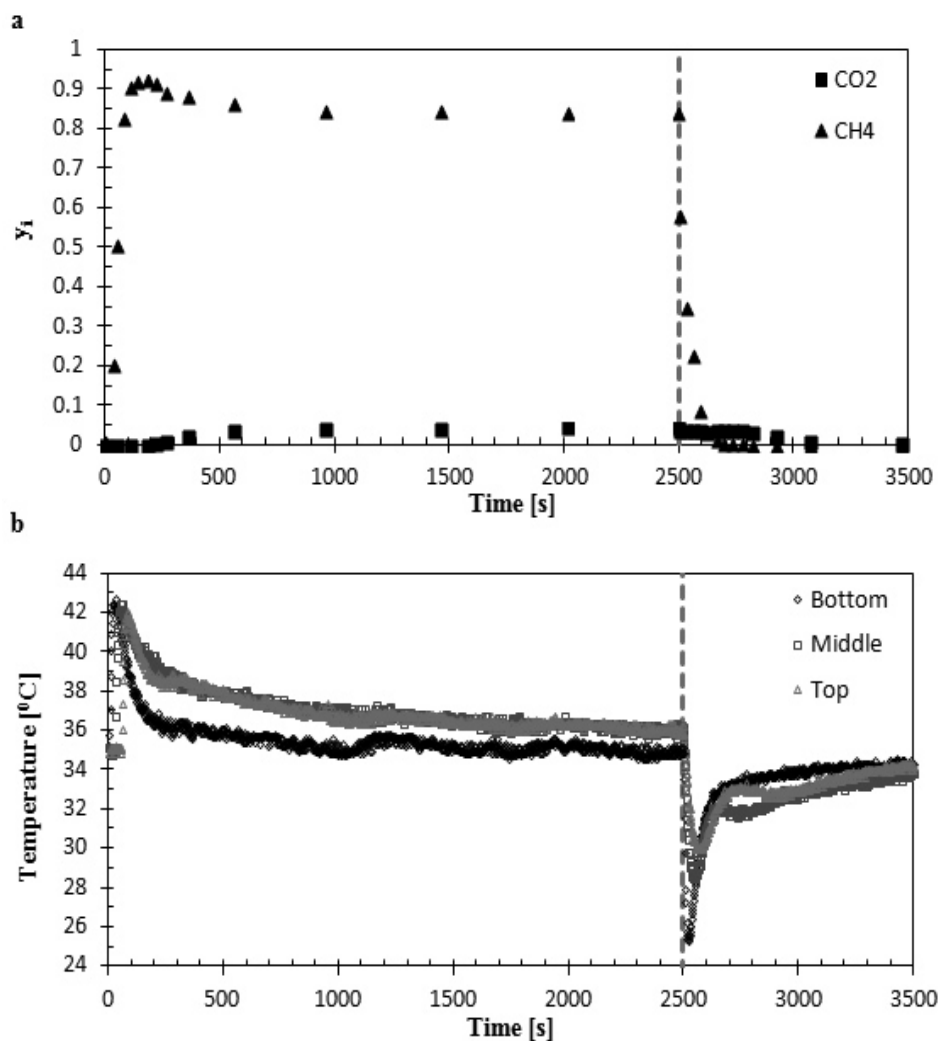 a
1
0.9
0.8
0.7
0.6
0.5
0.4
0.3
0.2
0.1
0
yi
CO2
CH4
0 500 1000 1500 2000 2500 3000 3500
Time [s]
b
44
42
40
38
36
34
32
30
28
26
24
Temperature [⁰C]
Bottom
Middle
Top
0 500 1000 1500 2000 2500 3000 3500
Time [s]